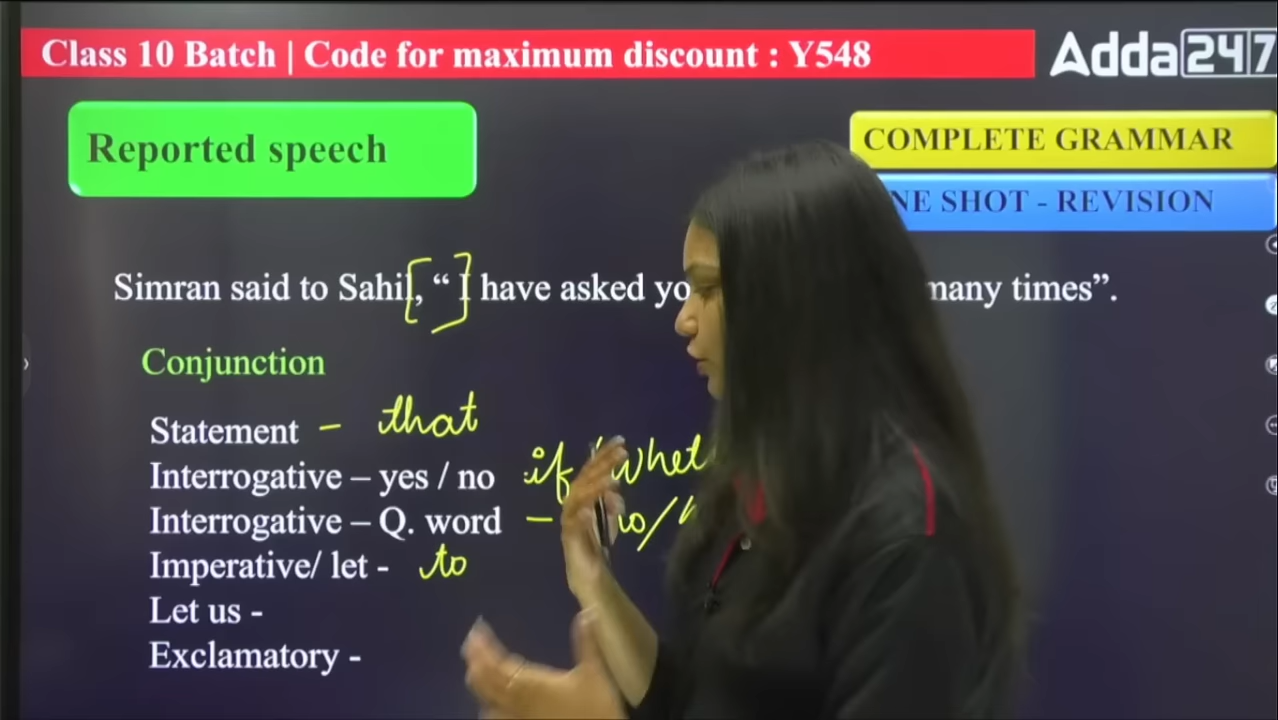 Class 10 Batch | Code for maximum discount : Y548
Adda247
Reported speech
COMPLETE GRAMMAR
SHOT - REVISION
Simran said to Sahil, “ I have asked many times”.
Conjunction
Statement – that
Interrogative – yes / no if
Interrogative – Q. word –
Imperative/ let - to
Let us -
Exclamatory -